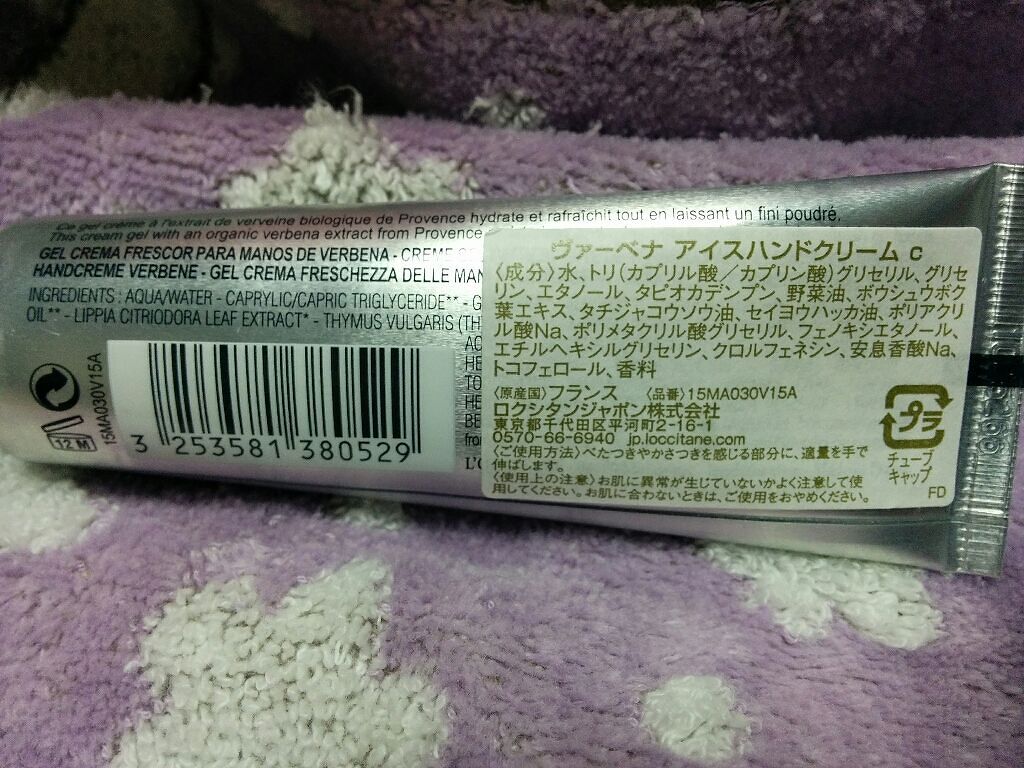 Ce gel-crème à l'extrait de verveine biologique de Provence hydrate et rafraîchit tout en laissant un fini poudré.
This cream gel with an organic verbena extract from Provence
GEL CREMA FRESCOR PARA MANOS DE VERBENA - CREME
HANDCREME VERBENE - GEL CREMA FRESCHEZZA DELLE MAN
INGREDIENTS : AQUA/WATER - CAPRYLIC/CAPRIC TRIGLYCERIDE** - G
OIL** - LIPPIA CITRIODORA LEAF EXTRACT* - THYMUS VULGARIS (TH
12 M
15MA030V15A
3 253581 380529
ヴァーベナ アイスハンドクリーム c
〈成分〉水、トリ(カプリル酸/カプリン酸)グリセリル、グリセ
リン、エタノール、タピオカデンプン、野菜油、ボウシュウボク
葉エキス、タチジャコウソウ油、セイヨウハッカ油、ポリアクリ
ル酸Na、ポリメタクリル酸グリセリル、フェノキシエタノール、
エチルヘキシルグリセリン、クロルフェネシン、安息香酸Na、
トコフェロール、香料
〈原産国〉フランス 〈品番〉15MA030V15A
ロクシタンジャポン株式会社
東京都千代田区平河町2-16-1
0570-66-6940 jp.loccitane.com
〈ご使用方法〉べたつきやかさつきを感じる部分に、適量を手で
伸ばします。
〈使用上の注意〉お肌に異常が生じていないかよく注意して使
用してください。お肌に合わないときは、ご使用をおやめください。
プラ
チューブ
キャップ
FD